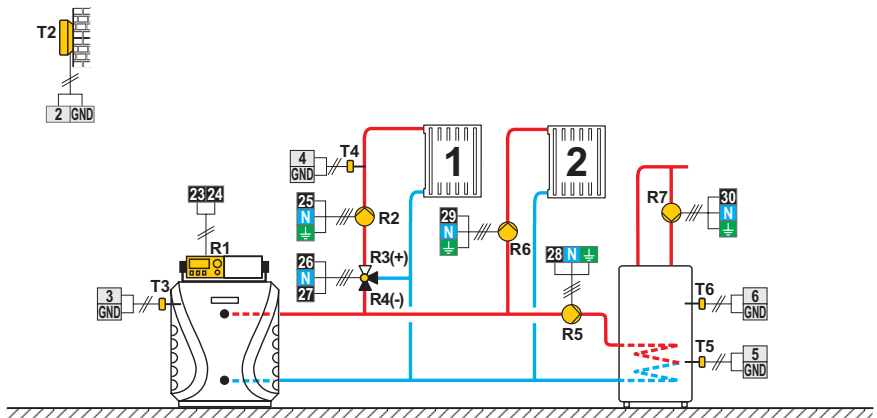 T2
2 GND
4
GND
T4
1
2
23 24
25
N
R2
29
N
R6
R7
30
N
R1
26
N
27
R3(+)
R4(-)
28 N
3
GND
T3
R5
T6
6
GND
T5
5
GND